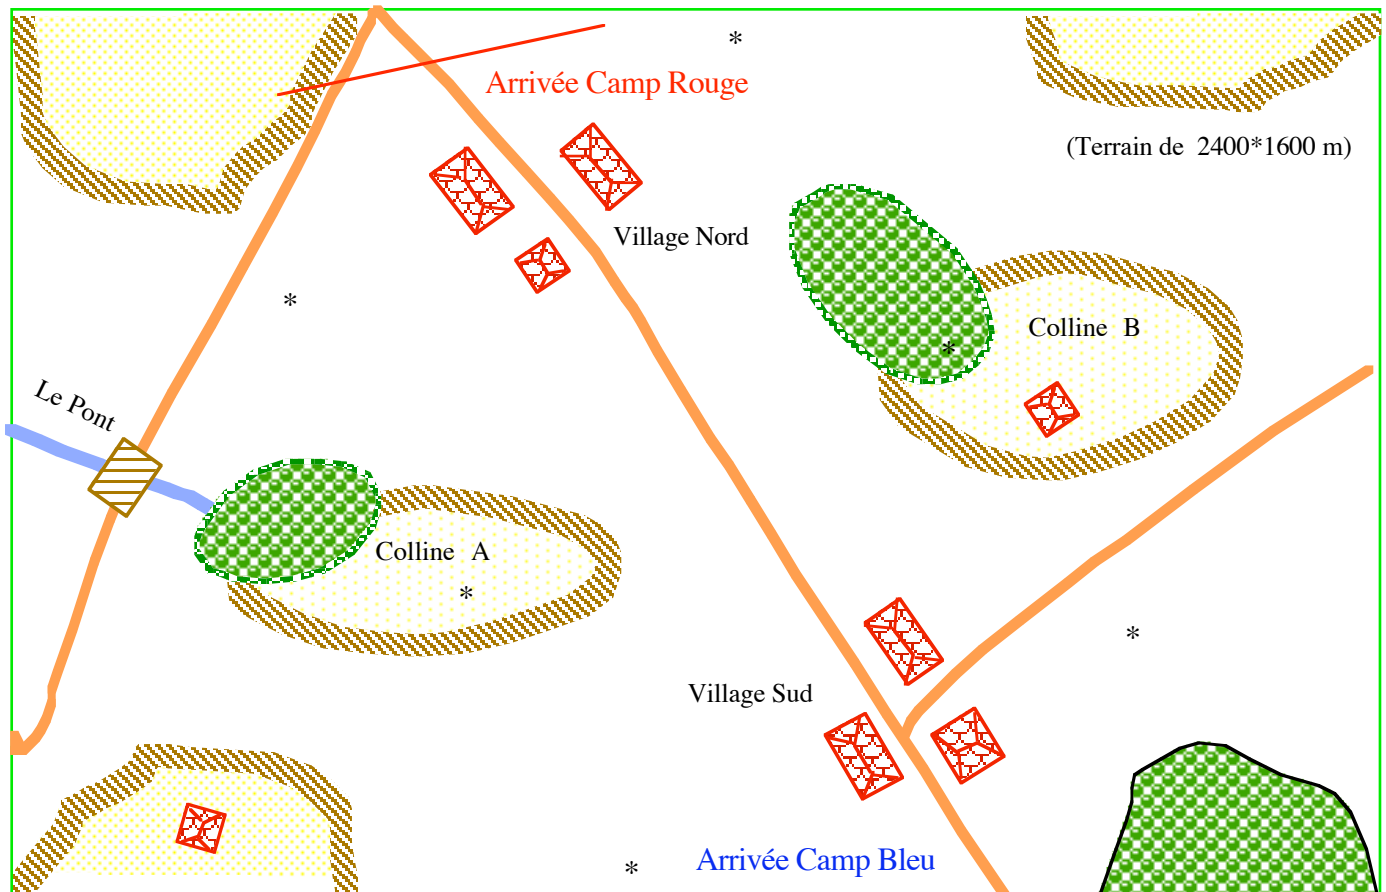 Arrivée Camp Rouge
(Terrain de 2400*1600 m)
Village Nord
Colline B
Le Pont
Colline A
Village Sud
Arrivée Camp Bleu